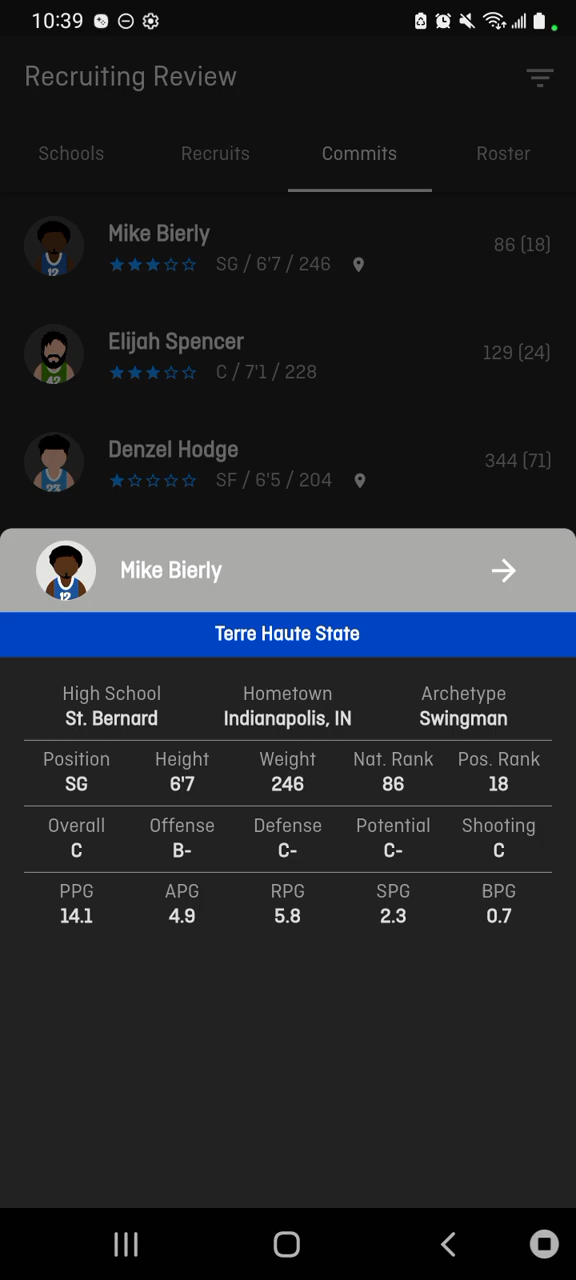 10:39
Recruiting Review
Schools Recruits Commits Roster
Mike Bierly
SG / 6'7 / 246
86 (18)
12
Elijah Spencer
C / 7'1 / 228
129 (24)
42
Denzel Hodge
SF / 6'5 / 204
344 (71)
23
Mike Bierly
12
Terre Haute State
High School Hometown Archetype
St. Bernard Indianapolis, IN Swingman
Position Height Weight Nat. Rank Pos. Rank
SG 6'7 246 86 18
Overall Offense Defense Potential Shooting
C B- C- C- C
PPG APG RPG SPG BPG
14.1 4.9 5.8 2.3 0.7